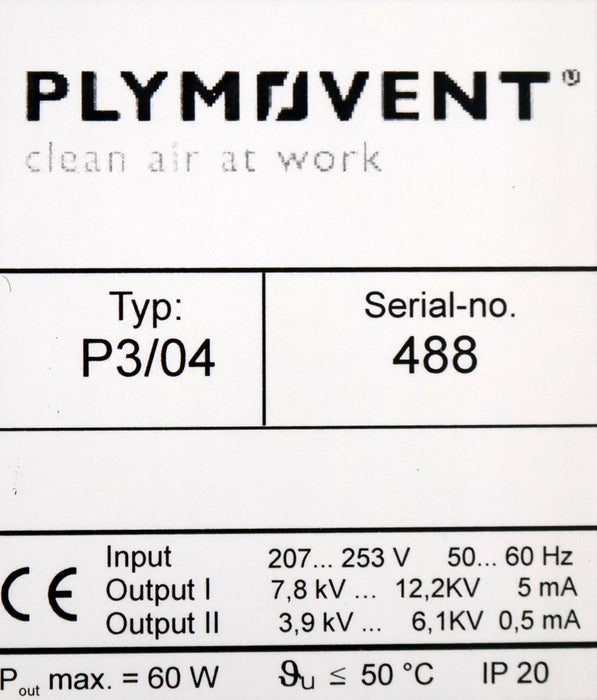 PLYMOVENT®
clean air at work
Typ: Serial-no.
P3/04 488
CE Input 207... 253 V 50... 60 Hz
Output I 7,8 kV ... 12,2KV 5 mA
Output II 3,9 kV ... 6,1KV 0,5 mA
Pout max. = 60 W ϑu ≤ 50 °C IP 20